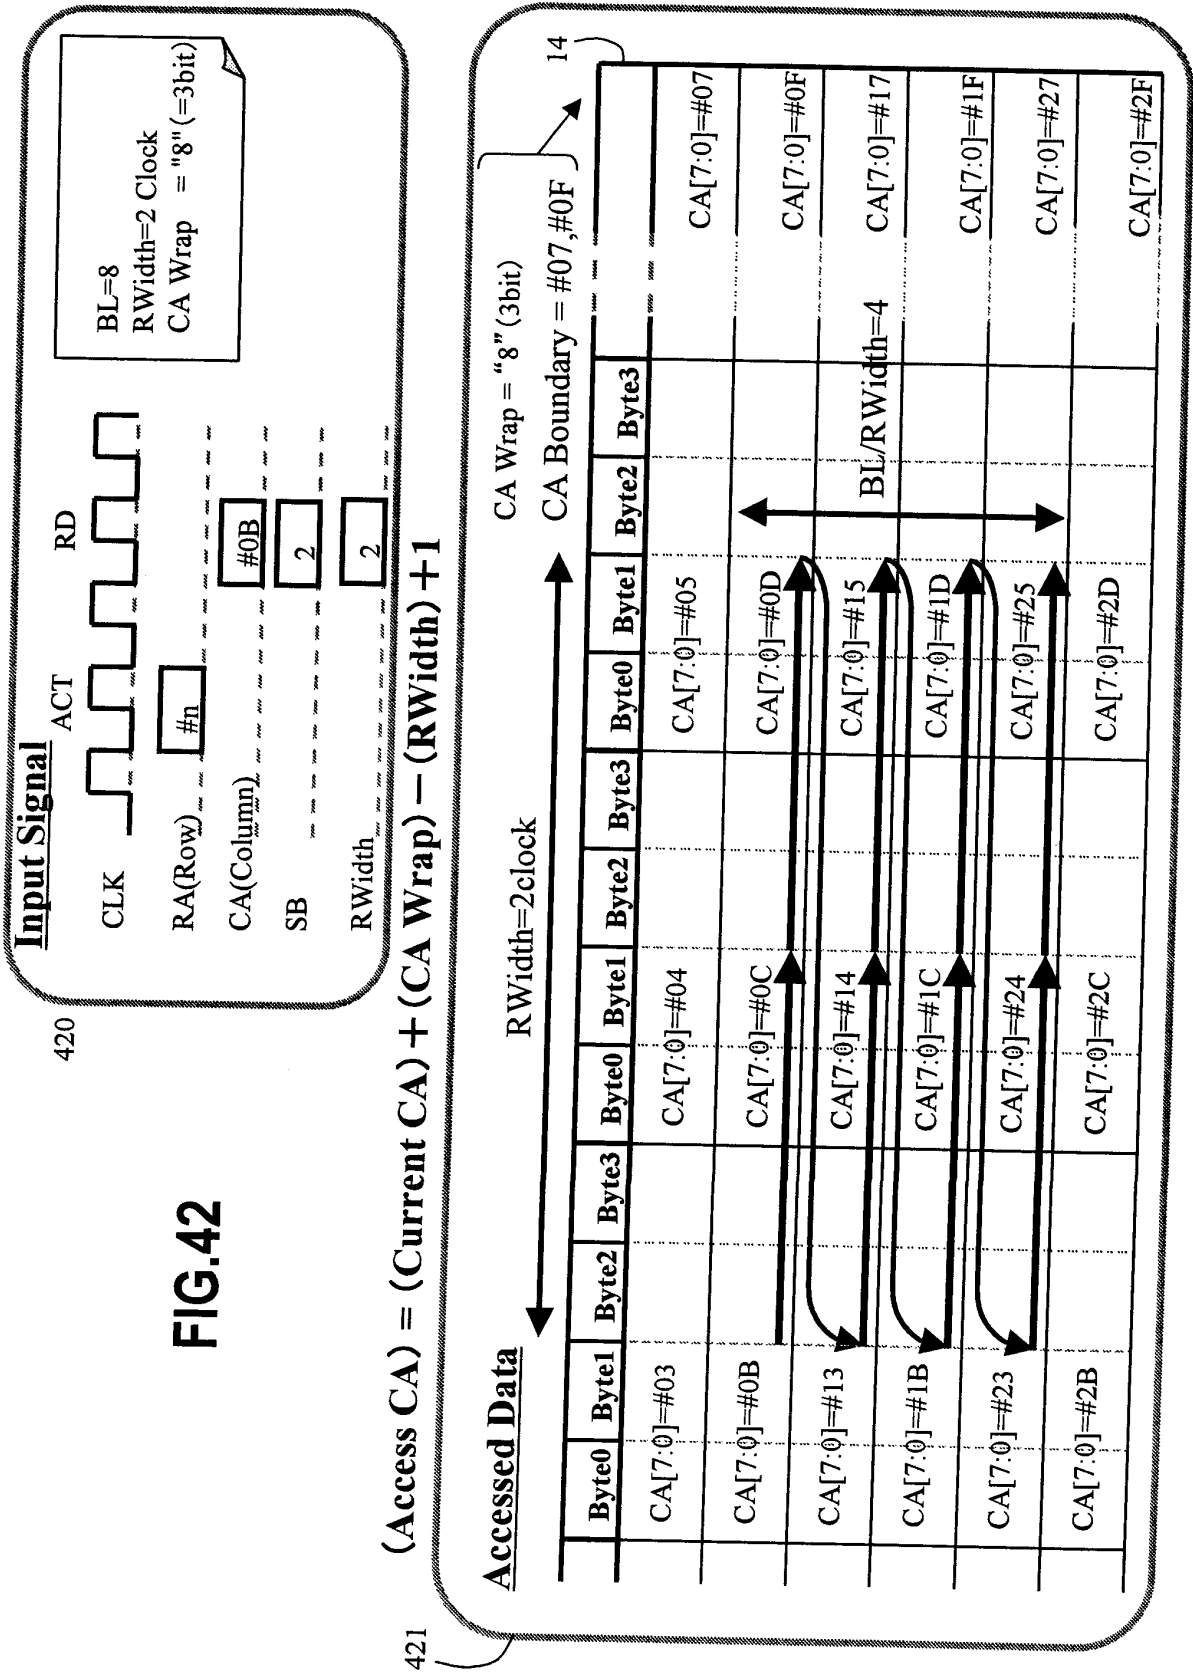 FIG.42
420
Input Signal
ACT
RD
CLK
RA(Row)
#n
CA(Column)
#0B
SB
2
RWidth
2
BL=8
RWidth=2 Clock
CA Wrap = "8" (=3bit)
(Access CA) = (Current CA) + (CA Wrap) − (RWidth) + 1
421
Accessed Data
RWidth=2clock
CA Wrap = “8” (3bit)
CA Boundary = #07,#0F
14
Byte0 Byte1 Byte2 Byte3 Byte0 Byte1 Byte2 Byte3 Byte0 Byte1 Byte2 Byte3
CA[7:0]=#03 CA[7:0]=#04 CA[7:0]=#05 CA[7:0]=#07
CA[7:0]=#0B CA[7:0]=#0C CA[7:0]=#0D CA[7:0]=#0F
CA[7:0]=#13 CA[7:0]=#14 CA[7:0]=#15 CA[7:0]=#17
CA[7:0]=#1B CA[7:0]=#1C CA[7:0]=#1D CA[7:0]=#1F
CA[7:0]=#23 CA[7:0]=#24 CA[7:0]=#25 CA[7:0]=#27
CA[7:0]=#2B CA[7:0]=#2C CA[7:0]=#2D CA[7:0]=#2F
BL/RWidth=4